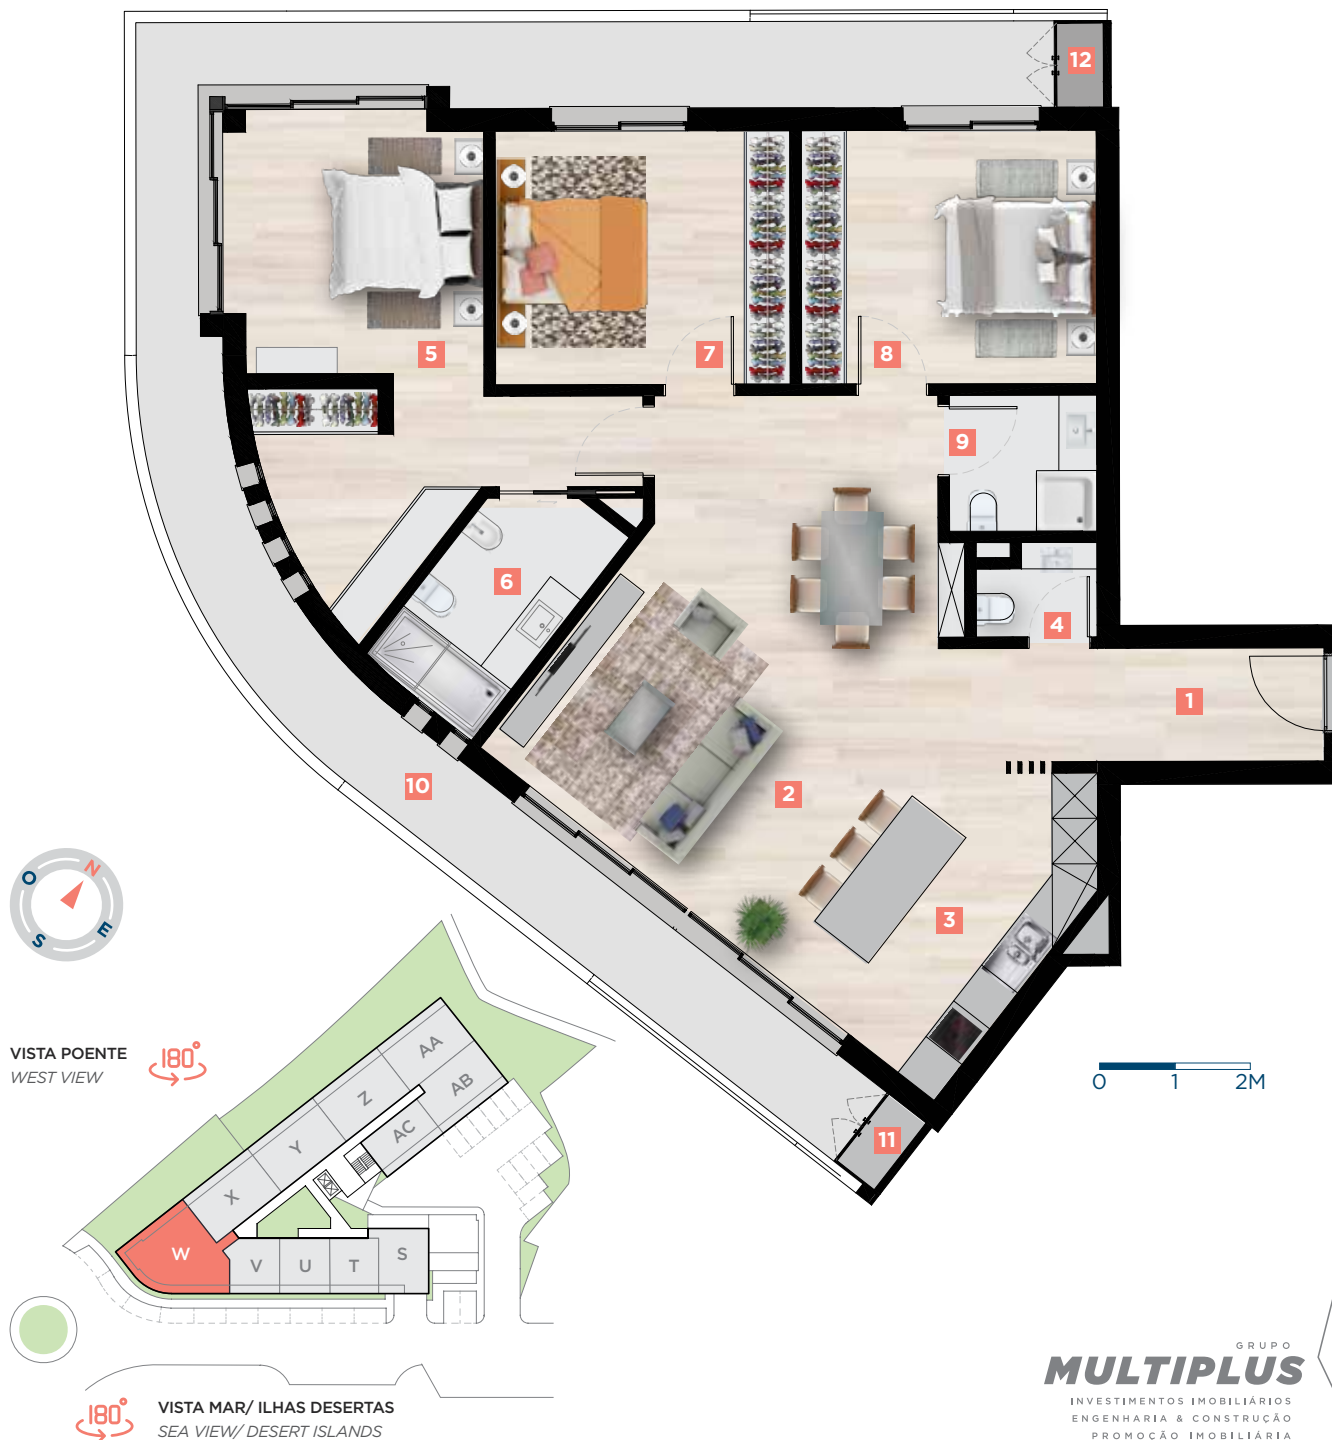 12
5
7
8
9
6
4
1
10
2
3
11
N
O
E
S
VISTA POENTE
WEST VIEW
180°
0 1 2M
AA
AB
Z
AC
Y
X
W
V U T S
180°
VISTA MAR/ ILHAS DESERTAS
SEA VIEW/ DESERT ISLANDS
GRUPO
MULTIPLUS
INVESTIMENTOS IMOBILIÁRIOS
ENGENHARIA & CONSTRUÇÃO
PROMOÇÃO IMOBILIÁRIA